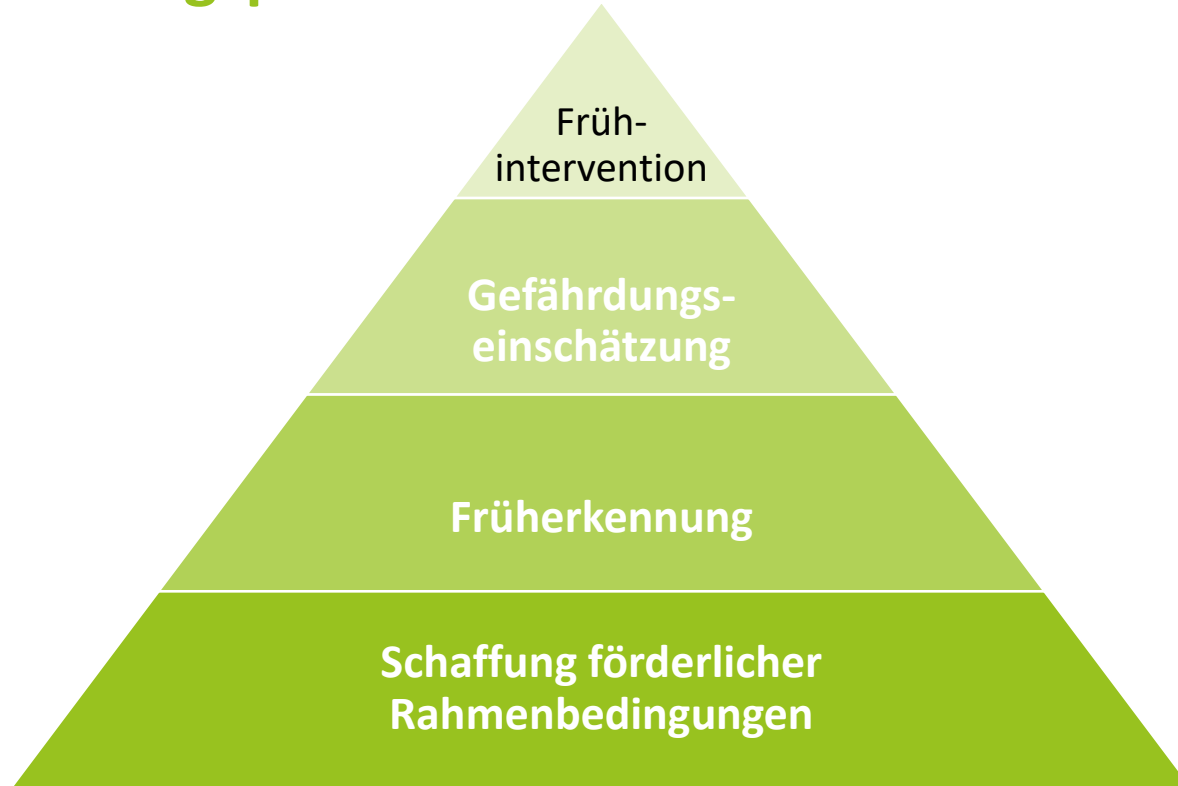 Früh-
intervention
Gefährdungs-
einschätzung
Früherkennung
Schaffung förderlicher
Rahmenbedingungen